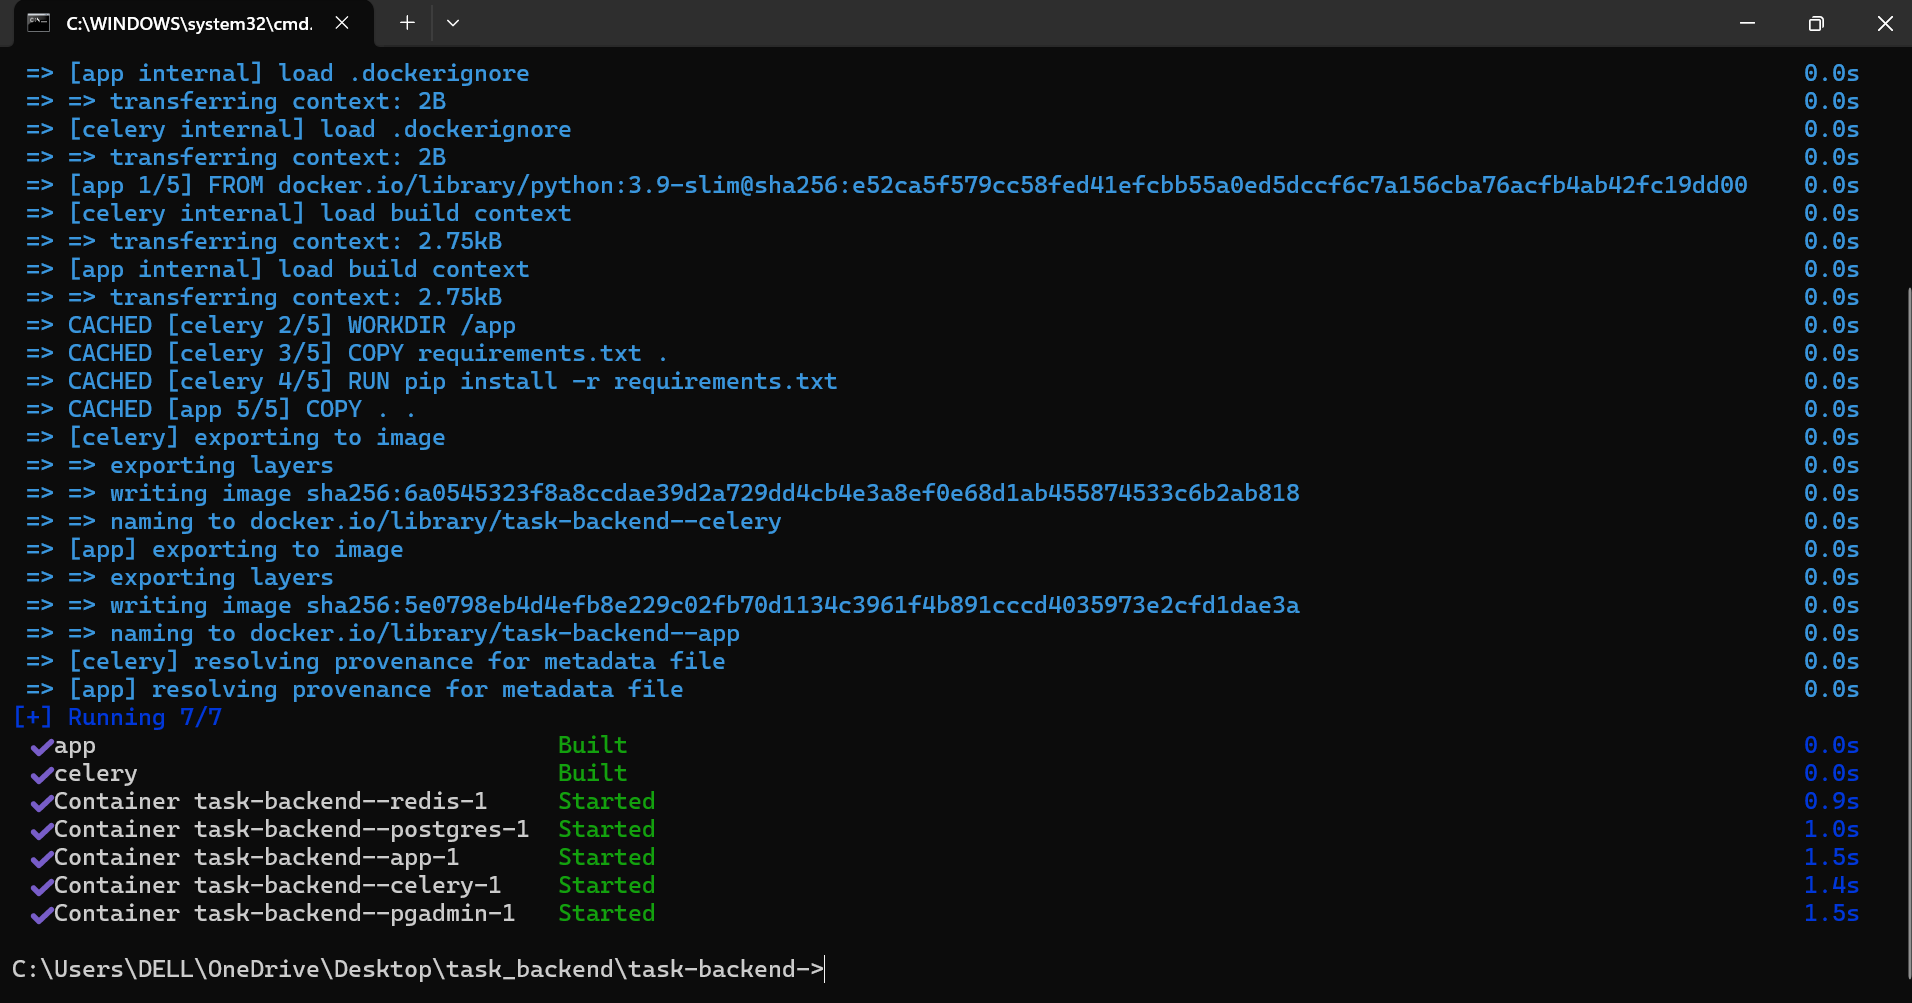 C:\WINDOWS\system32\cmd.
=> [app internal] load .dockerignore 0.0s
=> => transferring context: 2B 0.0s
=> [celery internal] load .dockerignore 0.0s
=> => transferring context: 2B 0.0s
=> [app 1/5] FROM docker.io/library/python:3.9-slim@sha256:e52ca5f579cc58fed41efcbb55a0ed5dccf6c7a156cba76acfb4ab42fc19dd00 0.0s
=> [celery internal] load build context 0.0s
=> => transferring context: 2.75kB 0.0s
=> [app internal] load build context 0.0s
=> => transferring context: 2.75kB 0.0s
=> CACHED [celery 2/5] WORKDIR /app 0.0s
=> CACHED [celery 3/5] COPY requirements.txt . 0.0s
=> CACHED [celery 4/5] RUN pip install -r requirements.txt 0.0s
=> CACHED [app 5/5] COPY . . 0.0s
=> [celery] exporting to image 0.0s
=> => exporting layers 0.0s
=> => writing image sha256:6a0545323f8a8ccdae39d2a729dd4cb4e3a8ef0e68d1ab455874533c6b2ab818 0.0s
=> => naming to docker.io/library/task-backend--celery 0.0s
=> [app] exporting to image 0.0s
=> => exporting layers 0.0s
=> => writing image sha256:5e0798eb4d4efb8e229c02fb70d1134c3961f4b891cccd4035973e2cfd1dae3a 0.0s
=> => naming to docker.io/library/task-backend--app 0.0s
=> [celery] resolving provenance for metadata file 0.0s
=> [app] resolving provenance for metadata file 0.0s
[+] Running 7/7
✔app Built 0.0s
✔celery Built 0.0s
✔Container task-backend--redis-1 Started 0.9s
✔Container task-backend--postgres-1 Started 1.0s
✔Container task-backend--app-1 Started 1.5s
✔Container task-backend--celery-1 Started 1.4s
✔Container task-backend--pgadmin-1 Started 1.5s
C:\Users\DELL\OneDrive\Desktop\task_backend\task-backend->